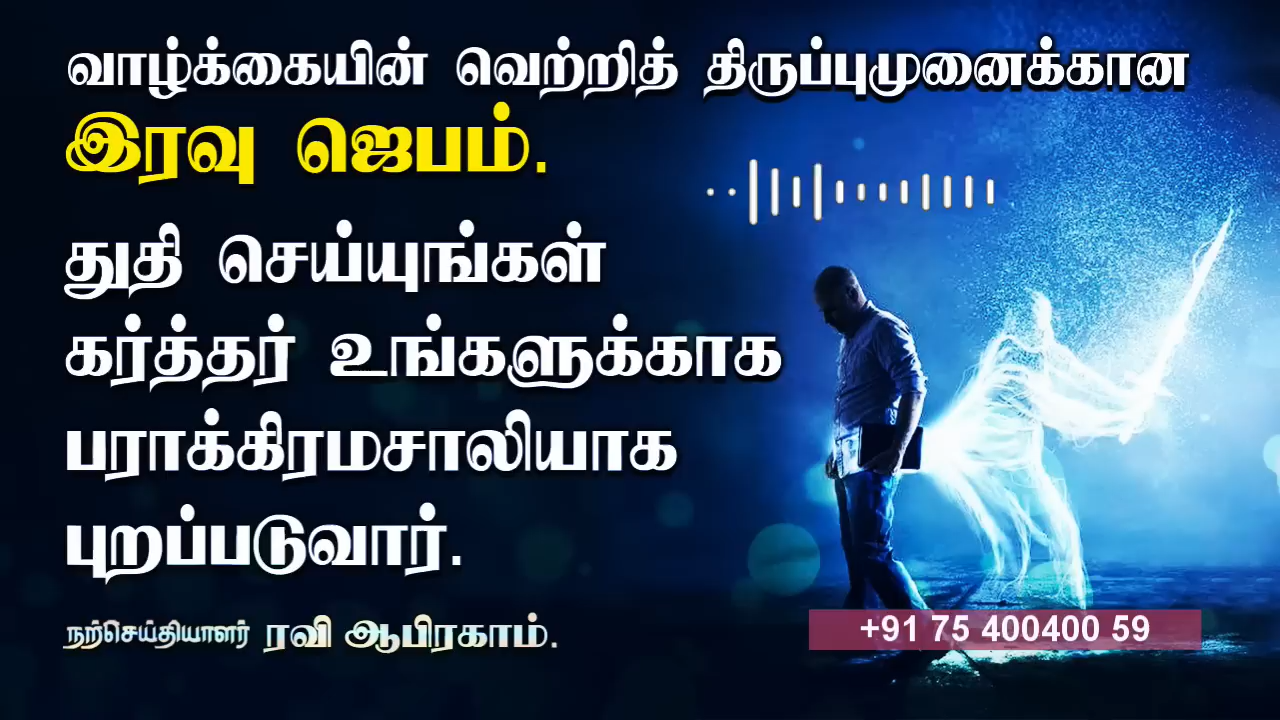 வாழ்க்கையின் வெற்றித் திருப்புமுனைக்கான
இரவு ஜெபம்.
துதி செய்யுங்கள்
கர்த்தர் உங்களுக்காக
பராக்கிரமசாலியாக
புறப்படுவார்.
நற்செய்தியாளர் ரவி ஆபிரகாம்.
+91 75 400400 59